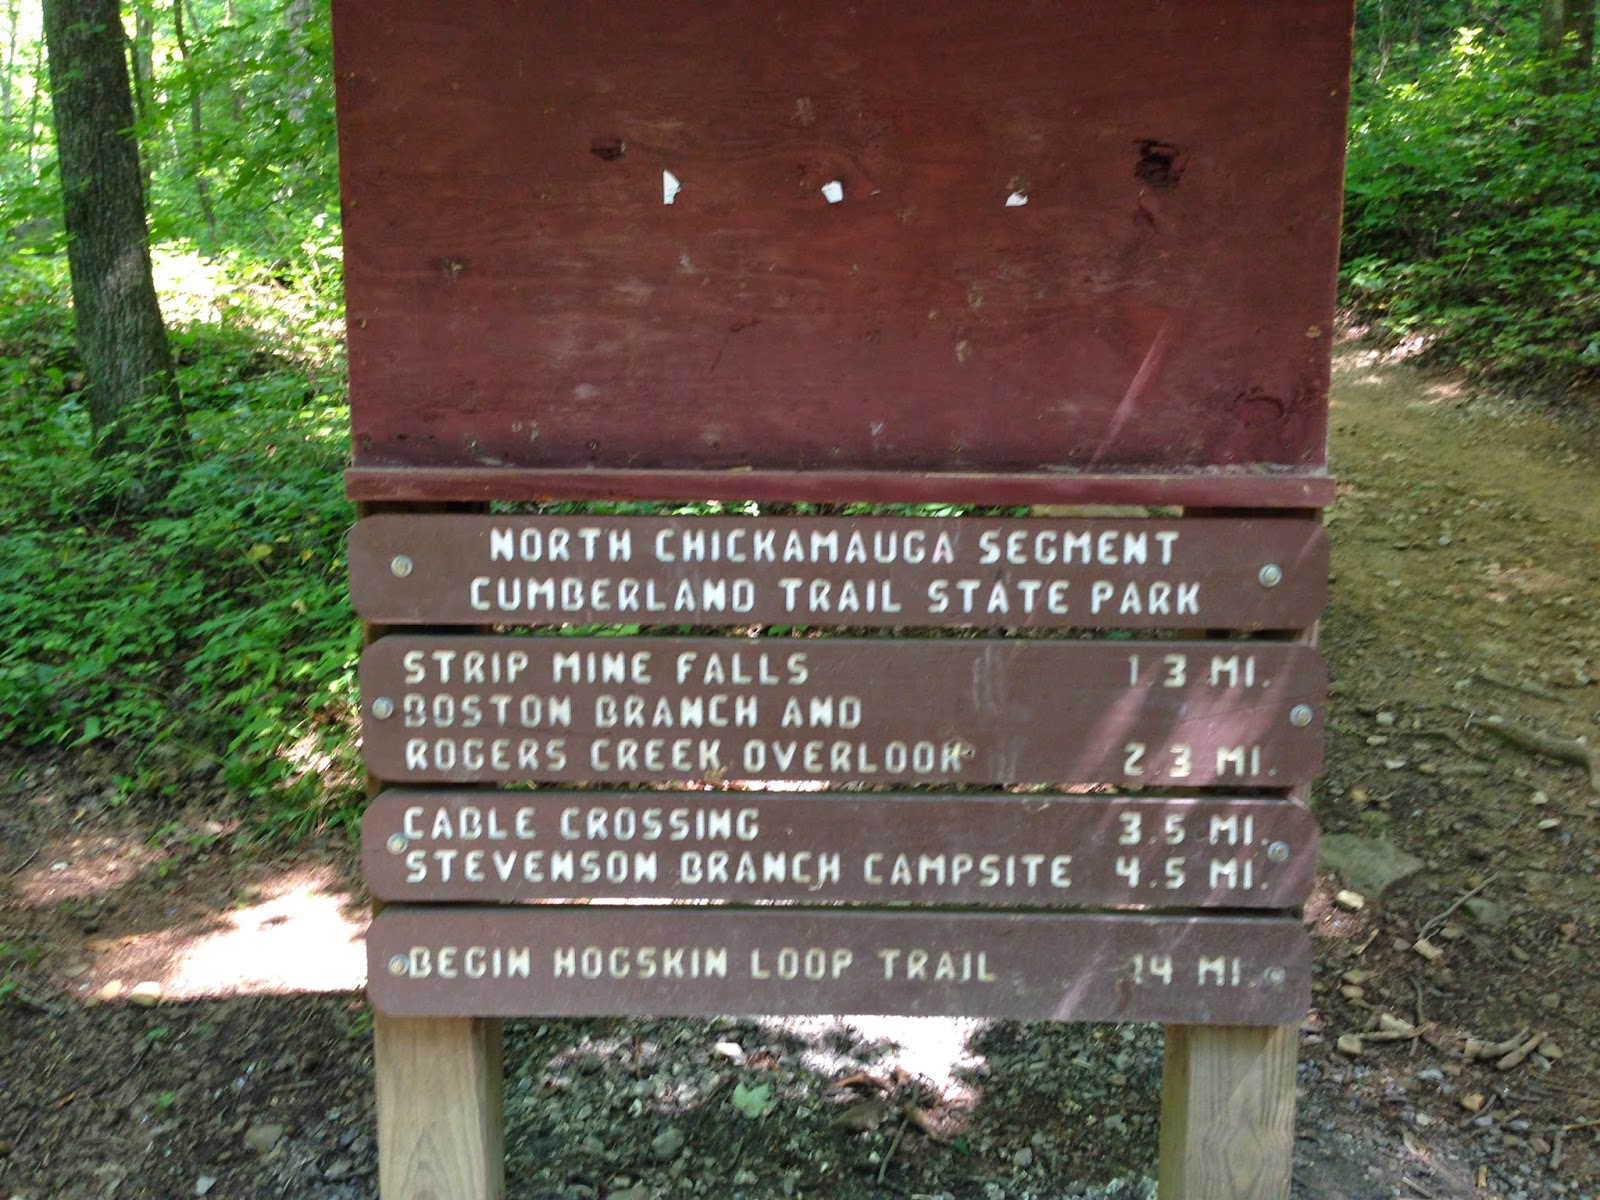 NORTH CHICKAMAUGA SEGMENT
CUMBERLAND TRAIL STATE PARK
STRIP MINE FALLS 1.3 MI.
BOSTON BRANCH AND
ROGERS CREEK OVERLOOK 2.3 MI.
CABLE CROSSING 3.5 MI.
STEVENSON BRANCH CAMPSITE 4.5 MI.
BEGIN HOGSKIN LOOP TRAIL 14 MI.